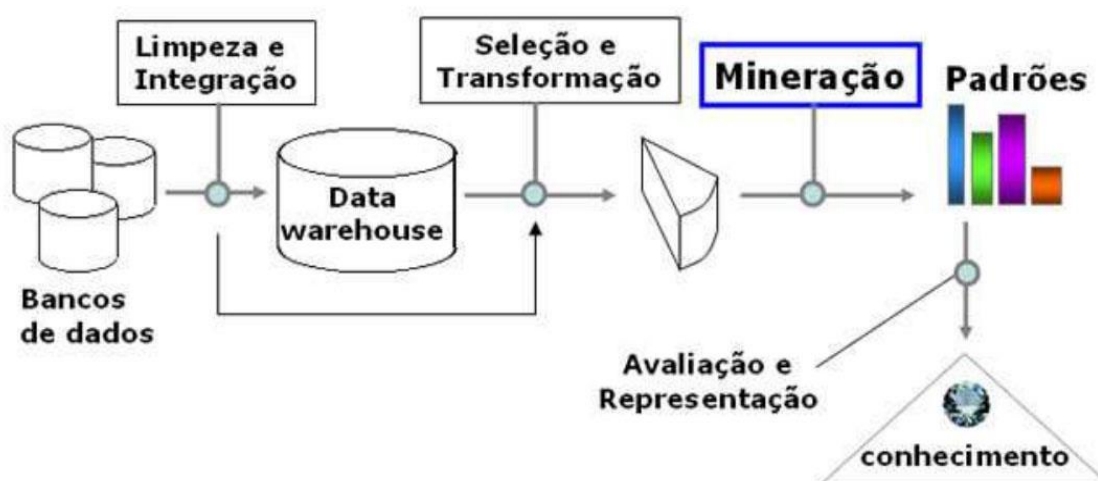 Limpeza e
Integração
Seleção e
Transformação
Mineração
Padrões
Data
warehouse
Bancos
de dados
Avaliação e
Representação
conhecimento